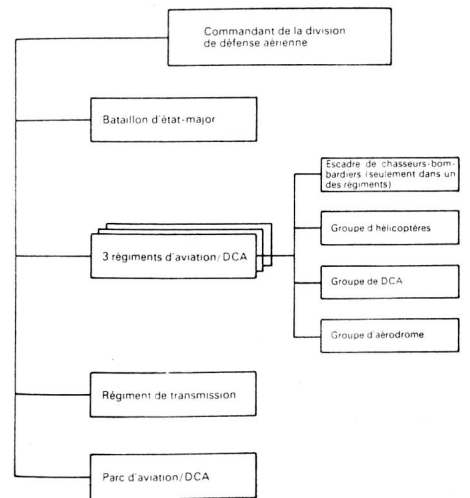 Commandant de la division
de défense aérienne
Bataillon d'état-major
3 régiments d'aviation/DCA
Escadre de chasseurs-bom-
bardiers (seulement dans un
des régiments)
Groupe d'hélicoptères
Groupe de DCA
Groupe d'aérodrome
Régiment de transmission
Parc d'aviation/DCA